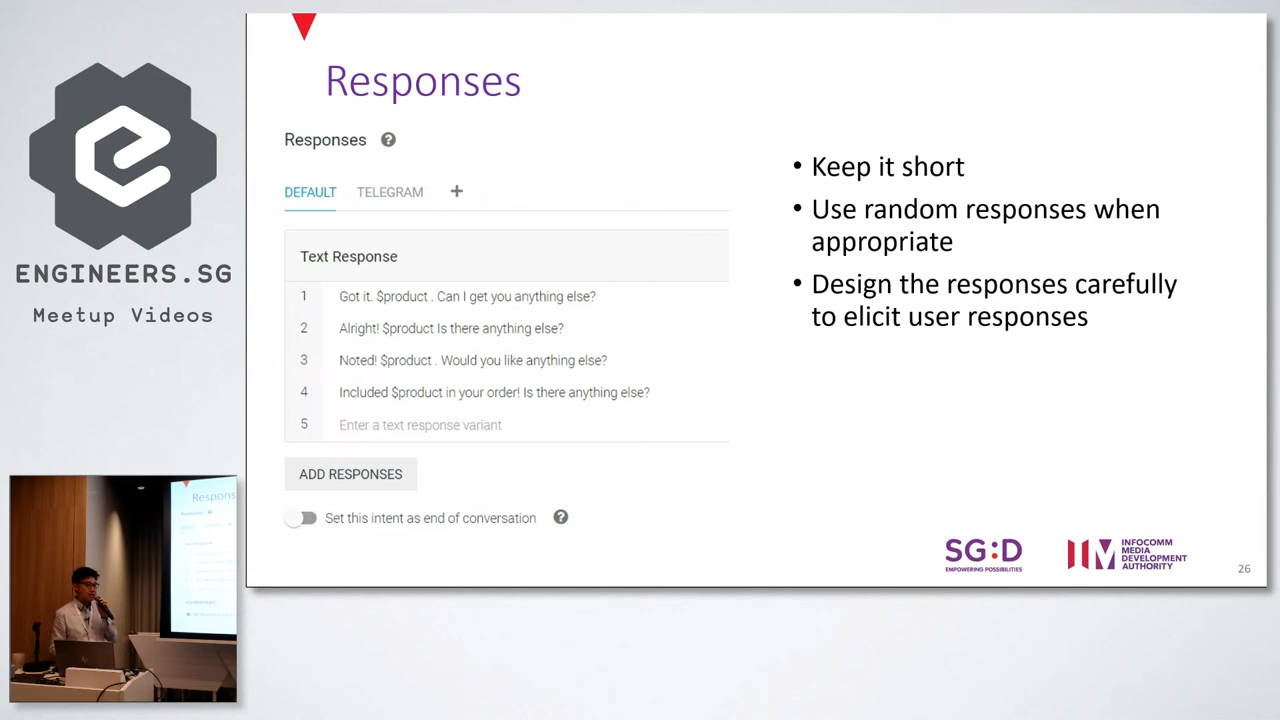 ENGINEERS.SG
Meetup Videos
Responses
Responses ?
DEFAULT TELEGRAM +
Text Response
1 Got it. $product . Can I get you anything else?
2 Alright! $product Is there anything else?
3 Noted! $product . Would you like anything else?
4 Included $product in your order! Is there anything else?
5 Enter a text response variant
ADD RESPONSES
Set this intent as end of conversation ?
• Keep it short
• Use random responses when
appropriate
• Design the responses carefully
to elicit user responses
SG:D
EMPOWERING POSSIBILITIES
IM
INFOCOMM
MEDIA
DEVELOPMENT
AUTHORITY
26
Respons